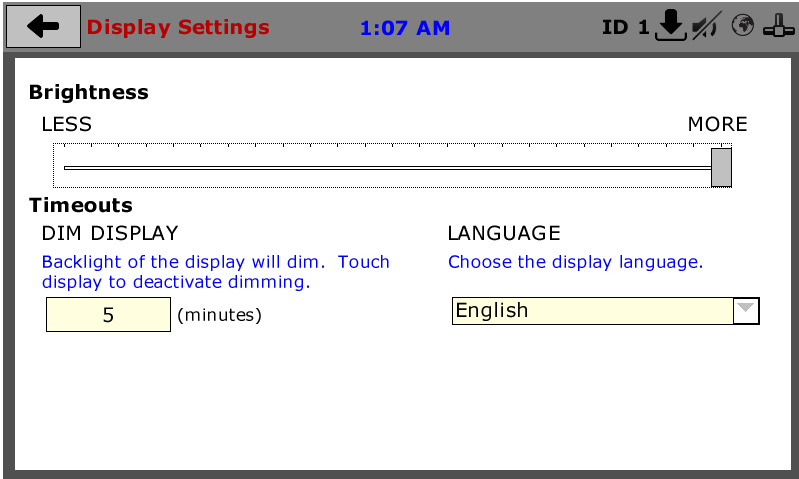 Display Settings 1:07 AM ID 1
Brightness
LESS MORE
Timeouts
DIM DISPLAY LANGUAGE
Backlight of the display will dim. Touch Choose the display language.
display to deactivate dimming.
5 (minutes) English